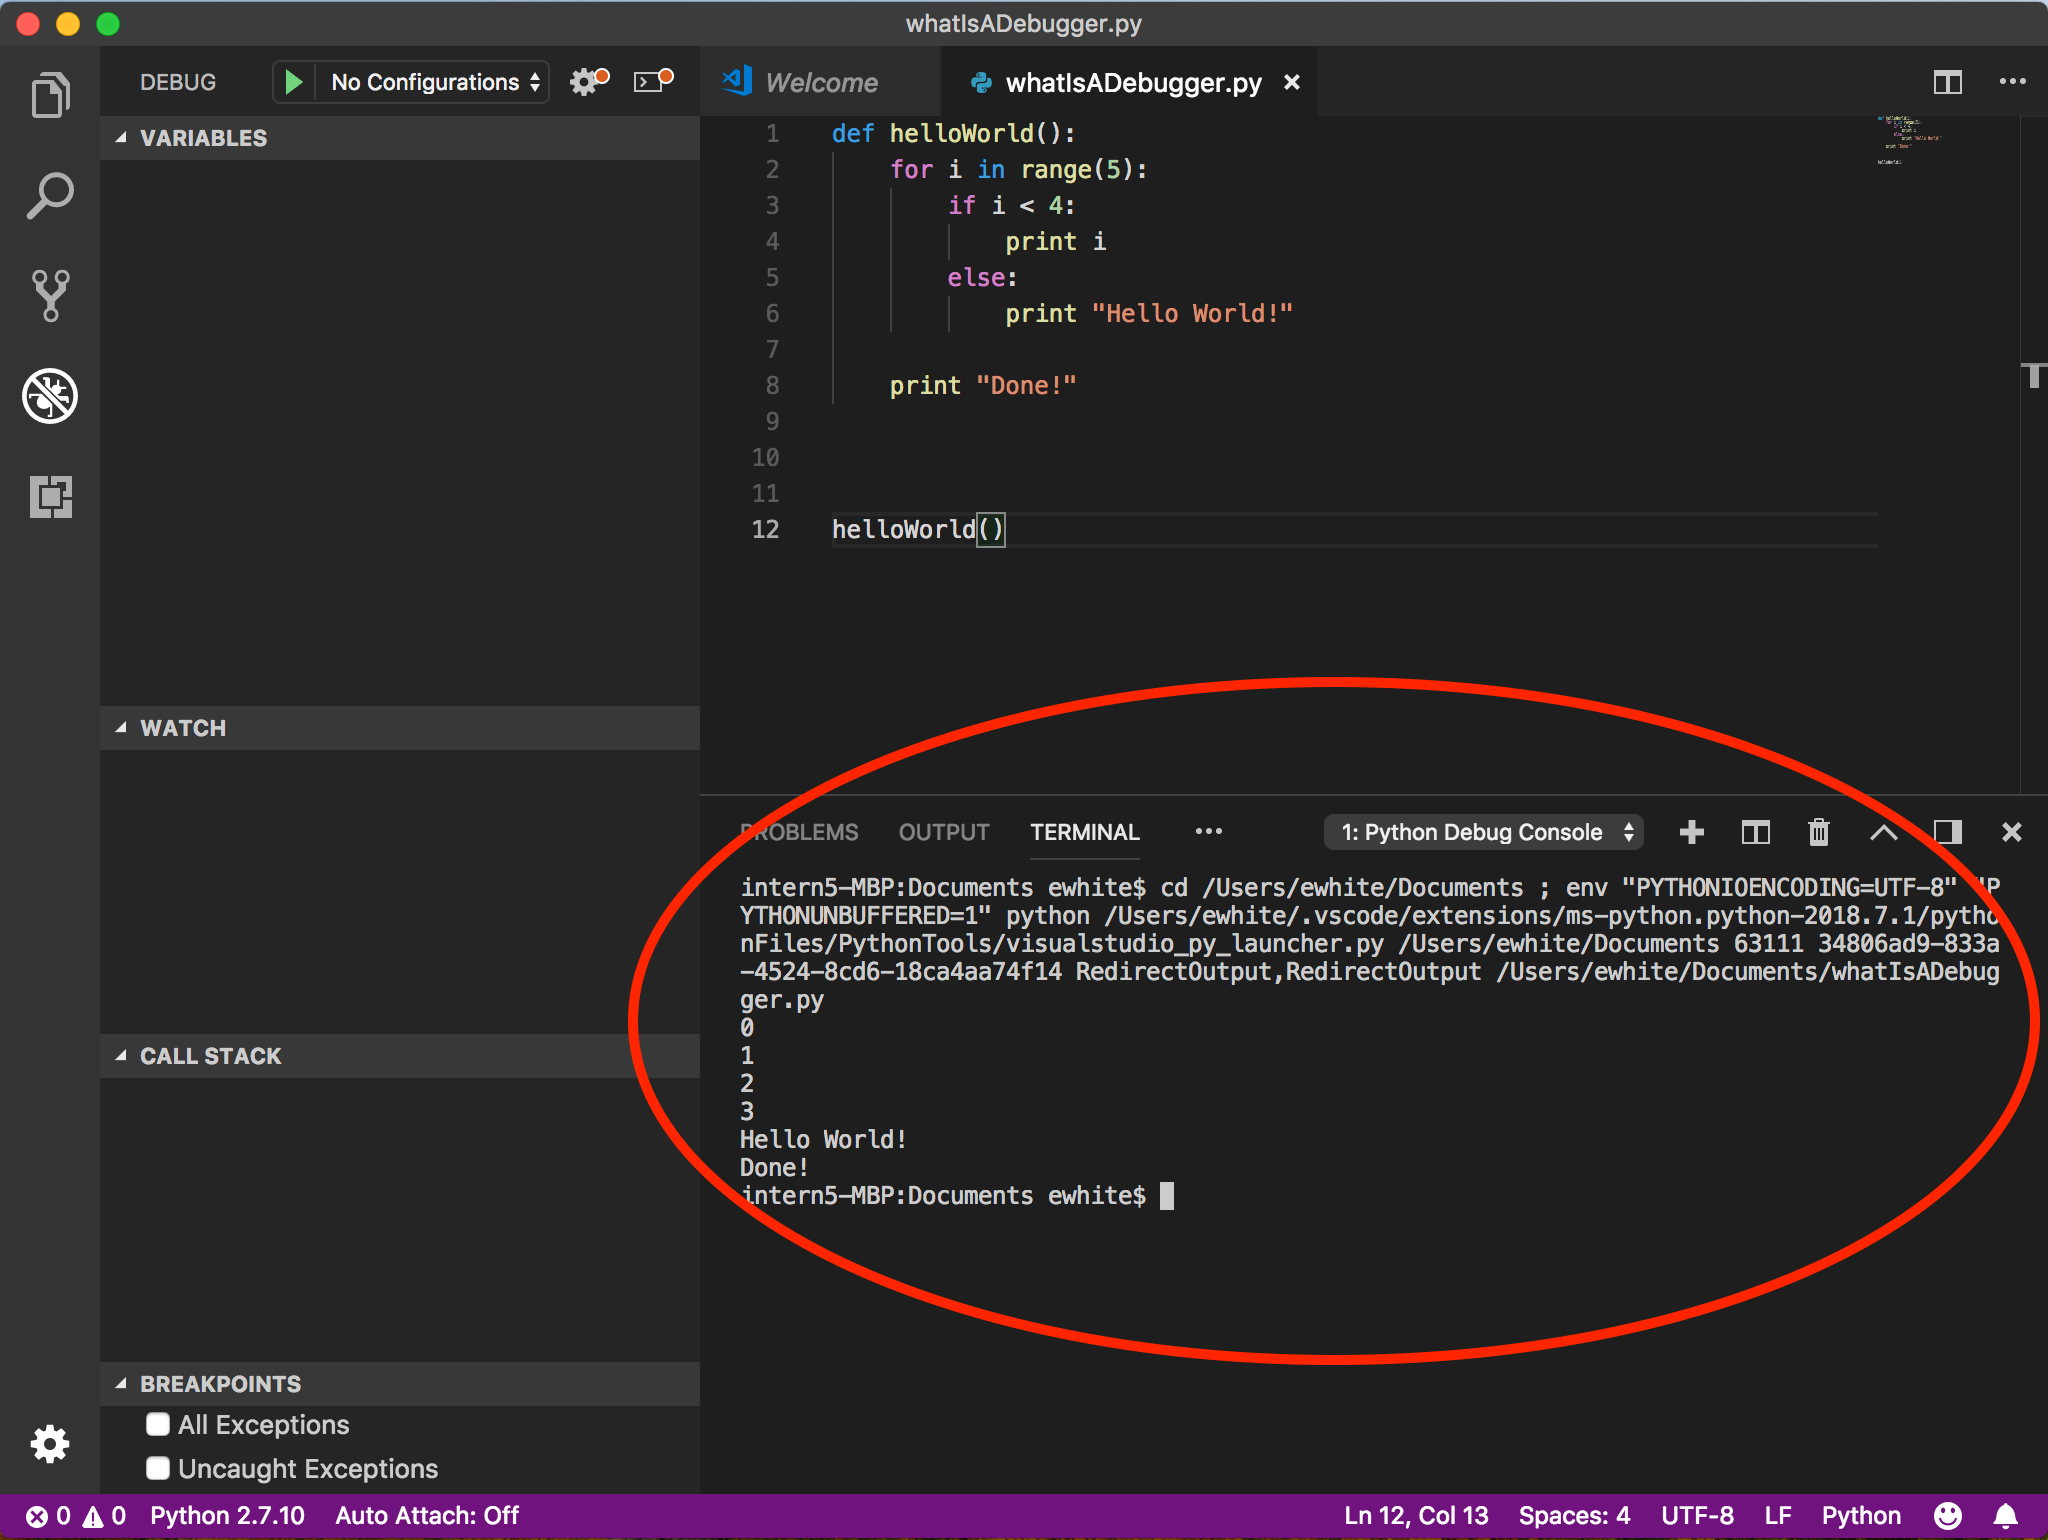 whatIsADebugger.py
DEBUG
No Configurations
Welcome
whatIsADebugger.py
VARIABLES
1 def helloWorld():
2 for i in range(5):
3 if i < 4:
4 print i
5 else:
6 print "Hello World!"
7
8 print "Done!"
9
10
11
12 helloWorld()
WATCH
CALL STACK
BREAKPOINTS
All Exceptions
Uncaught Exceptions
PROBLEMS OUTPUT TERMINAL ••• 1: Python Debug Console
intern5-MBP:Documents ewhite$ cd /Users/ewhite/Documents ; env "PYTHONIOENCODING=UTF-8" "P
YTHONUNBUFFERED=1" python /Users/ewhite/.vscode/extensions/ms-python.python-2018.7.1/pytho
nFiles/PythonTools/visualstudio_py_launcher.py /Users/ewhite/Documents 63111 34806ad9-833a
-4524-8cd6-18ca4aa74f14 RedirectOutput,RedirectOutput /Users/ewhite/Documents/whatIsADebug
ger.py
0
1
2
3
Hello World!
Done!
intern5-MBP:Documents ewhite$
0 0 Python 2.7.10 Auto Attach: Off Ln 12, Col 13 Spaces: 4 UTF-8 LF Python